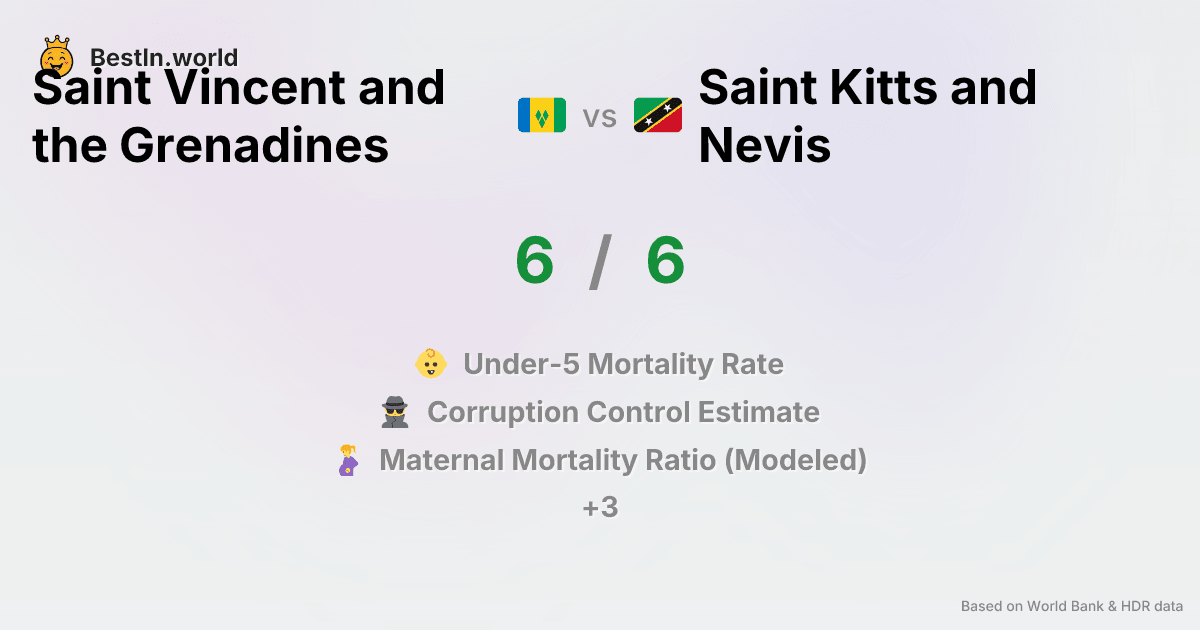 BestIn.world
Saint Vincent and
the Grenadines
vs
Saint Kitts and
Nevis
6 / 6
Under-5 Mortality Rate
Corruption Control Estimate
Maternal Mortality Ratio (Modeled)
+3
Based on World Bank & HDR data